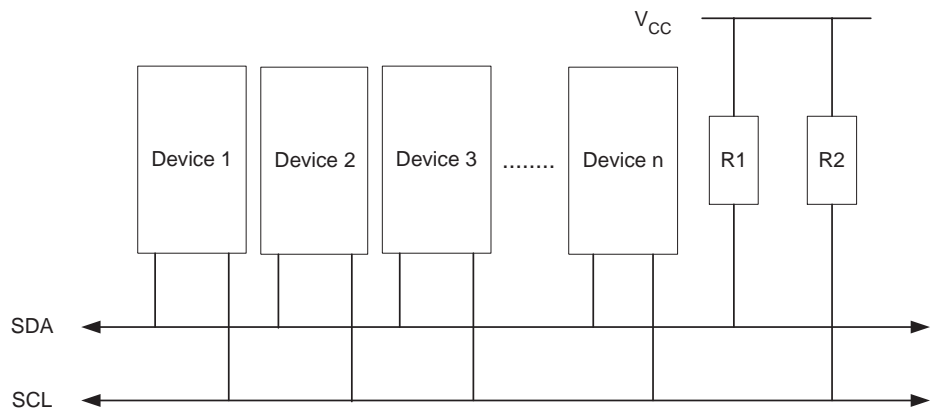 VCC
Device 1
Device 2
Device 3
........
Device n
R1
R2
SDA
SCL